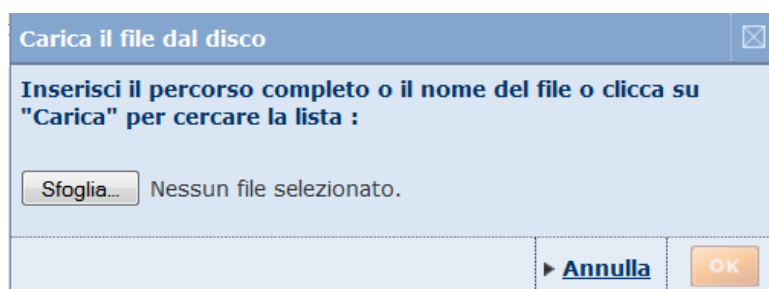 Carica il file dal disco
Inserisci il percorso completo o il nome del file o clicca su
"Carica" per cercare la lista :
Sfoglia... Nessun file selezionato.
Annulla OK